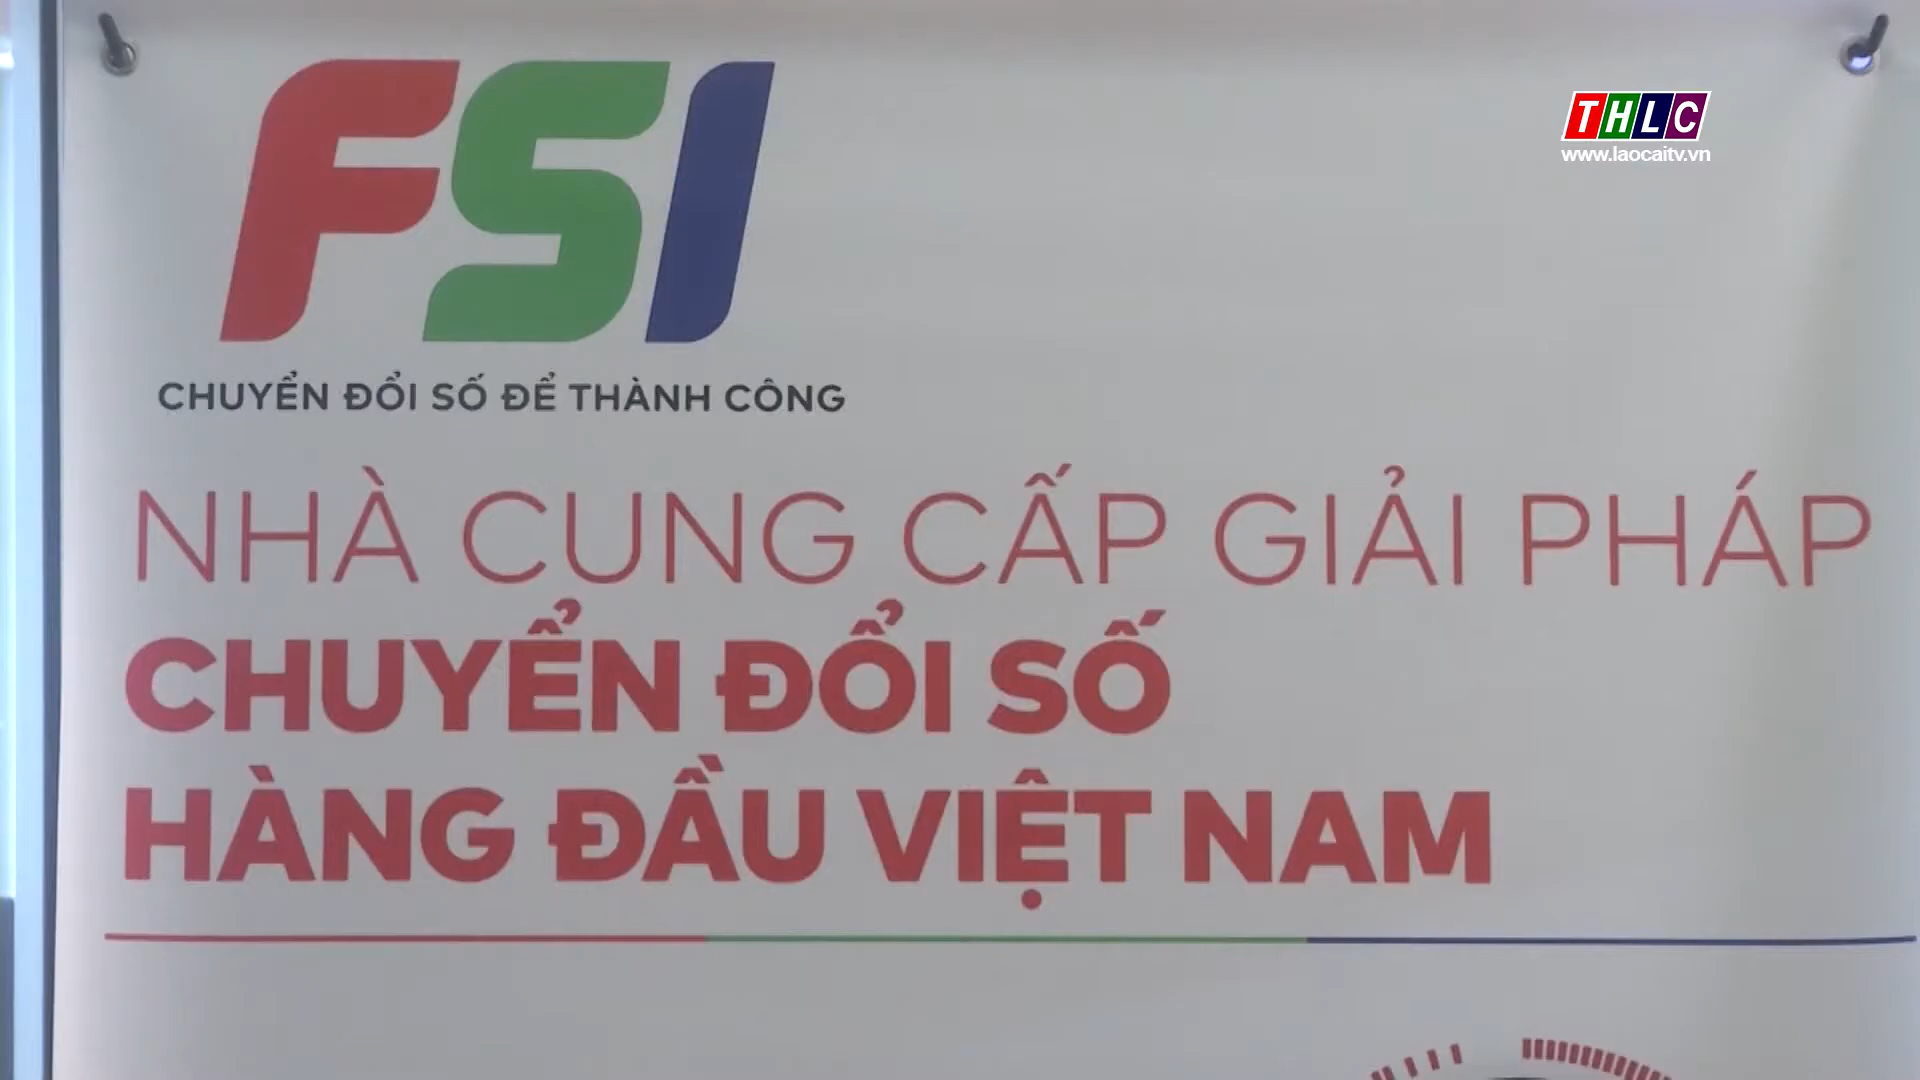 FSI
THLC
www.laocaitv.vn
CHUYỂN ĐỔI SỐ ĐỂ THÀNH CÔNG
NHÀ CUNG CẤP GIẢI PHÁP
CHUYỂN ĐỔI SỐ
HÀNG ĐẦU VIỆT NAM